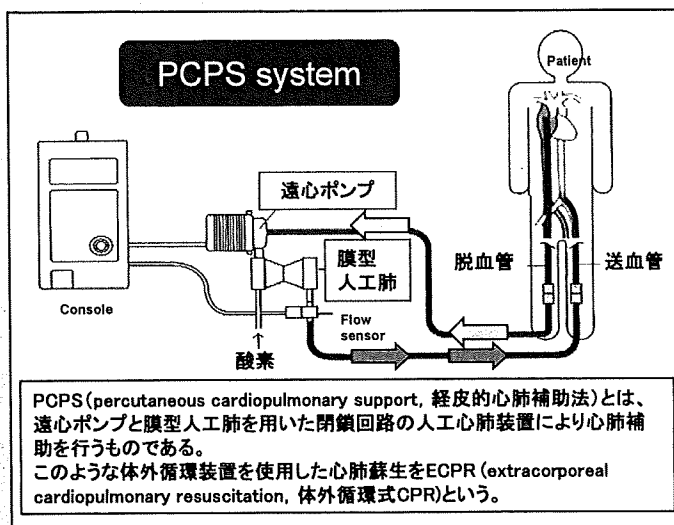 PCPS system
Patient
遠心ポンプ
膜型
人工肺
脱血管
送血管
Console
Flow
sensor
酸素
PCPS(percutaneous cardiopulmonary support, 経皮的心肺補助法)とは、
遠心ポンプと膜型人工肺を用いた閉鎖回路の人工心肺装置により心肺補
助を行うものである。
このような体外循環装置を使用した心肺蘇生をECPR(extracorporeal
cardiopulmonary resuscitation, 体外循環式CPR)という。